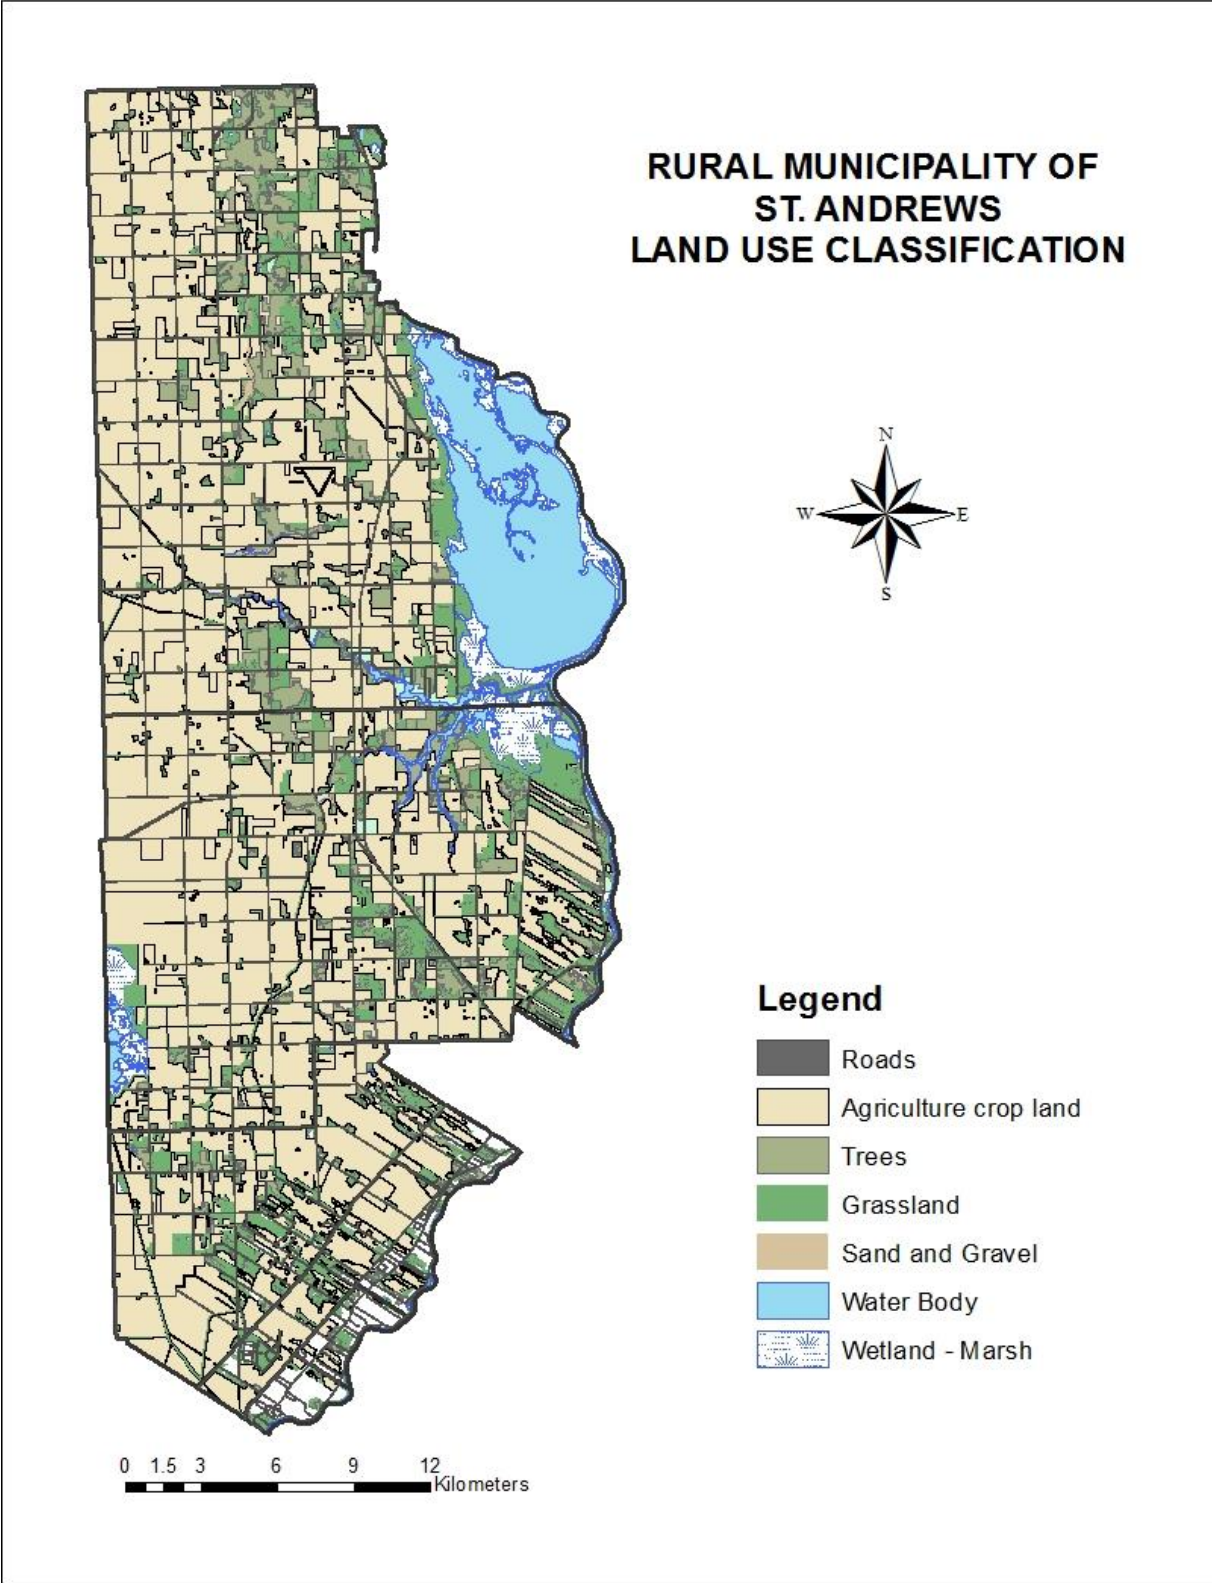 RURAL MUNICIPALITY OF
ST. ANDREWS
LAND USE CLASSIFICATION
N
W
E
S
Legend
Roads
Agriculture crop land
Trees
Grassland
Sand and Gravel
Water Body
Wetland - Marsh
0 1.5 3 6 9 12
Kilometers